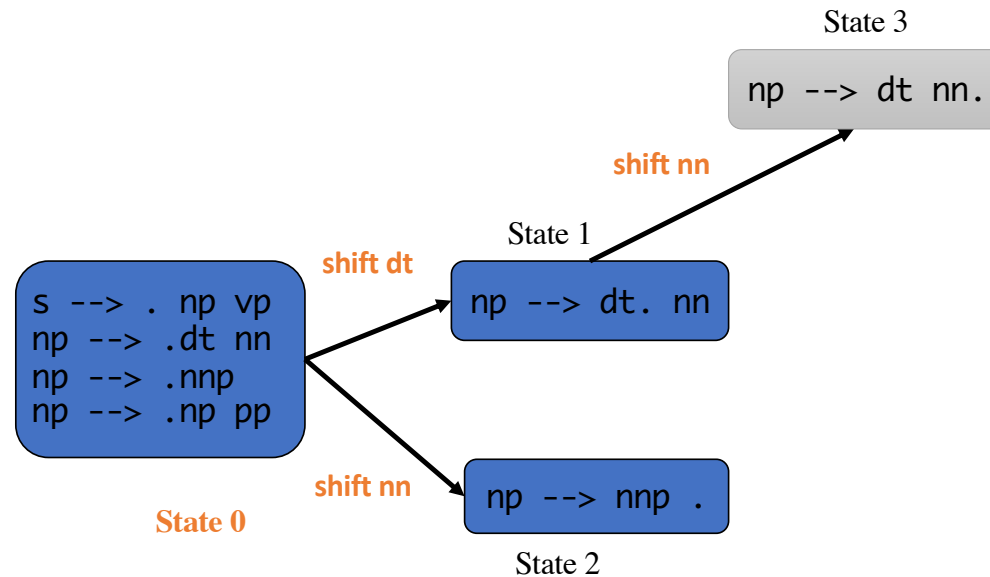 State 3
np --> dt nn.
shift nn
State 1
shift dt
np --> dt. nn
s --> . np vp
np --> .dt nn
np --> .nnp
np --> .np pp
shift nn
np --> nnp .
State 0
State 2